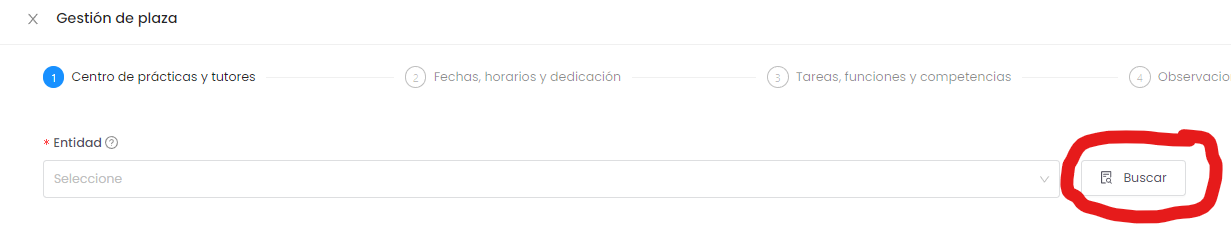 Gestión de plaza
1 Centro de prácticas y tutores 2 Fechas, horarios y dedicación 3 Tareas, funciones y competencias 4 Observacio
* Entidad ?
Seleccione Buscar